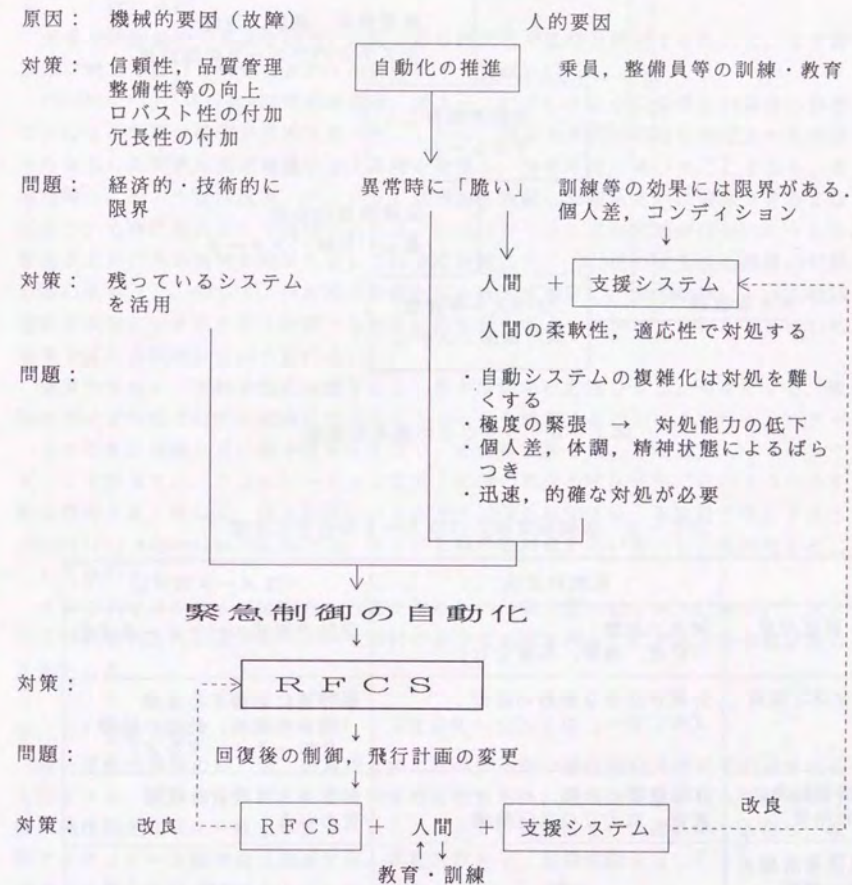 原因： 機械的要因（故障） 人的要因
対策： 信頼性，品質管理 自動化の推進 乗員，整備員等の訓練・教育
整備性等の向上
ロバスト性の付加
冗長性の付加
問題： 経済的・技術的に 異常時に「脆い」 訓練等の効果には限界がある，
限界 個人差，コンディション
対策： 残っているシステム 人間 ＋ 支援システム
を活用
人間の柔軟性，適応性で対処する
問題：
・自動システムの複雑化は対処を難し
くする
・極度の緊張 → 対処能力の低下
・個人差，体調，精神状態によるばら
つき
・迅速，的確な対処が必要
緊急制御の自動化
対策： ＲＦＣＳ
問題： 回復後の制御，飛行計画の変更
対策： 改良 ＲＦＣＳ ＋ 人間 ＋ 支援システム 改良
↑↓
教育・訓練